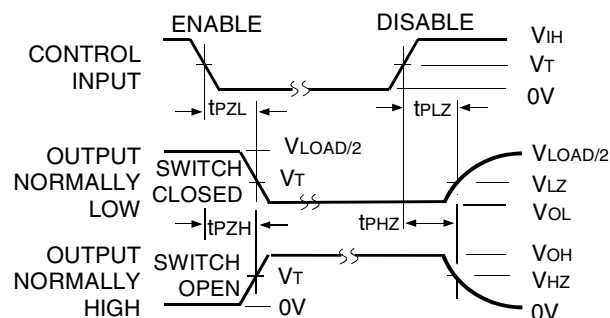 ENABLE DISABLE
CONTROL INPUT
VIH
VT
0V
tPZL tPLZ
OUTPUT NORMALLY LOW
SWITCH CLOSED
VLOAD/2
VT
VLOAD/2
VLZ
VOL
tPZH tPHZ
OUTPUT NORMALLY HIGH
SWITCH OPEN
VT
0V
VOH
VHZ
0V